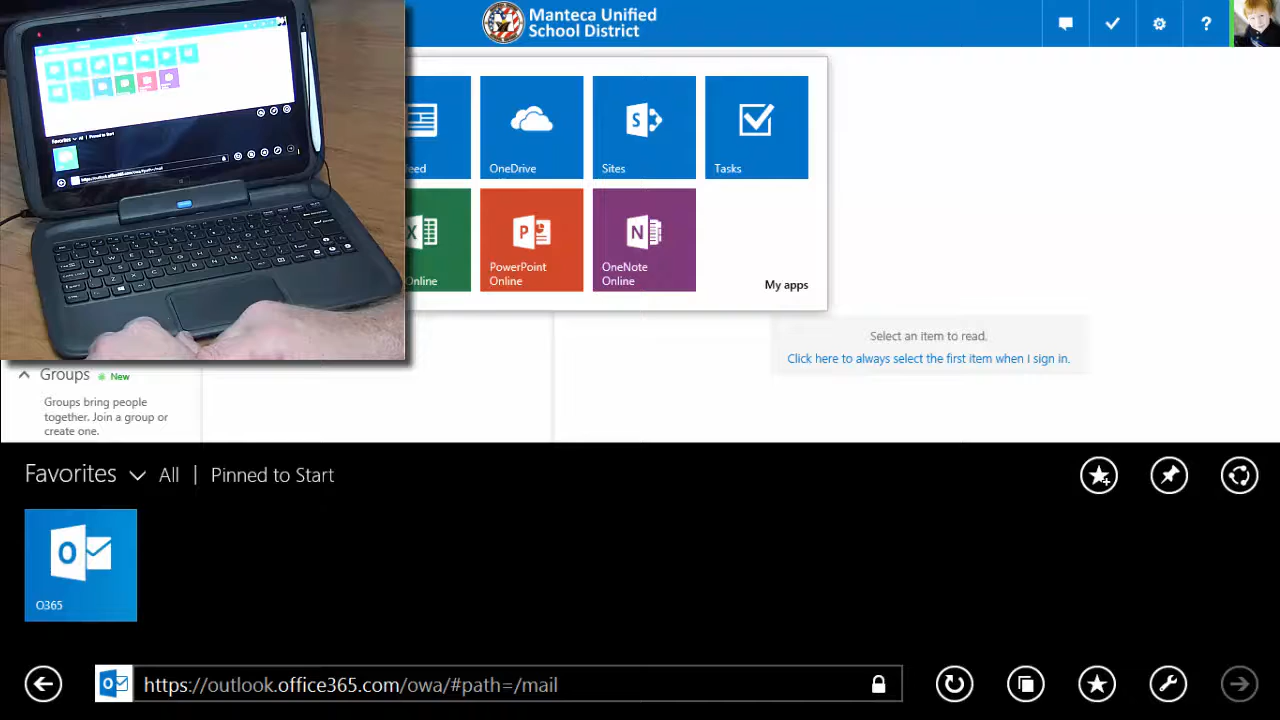 Manteca Unified
School District
?
eed
OneDrive
Sites
Tasks
Online
PowerPoint
Online
OneNote
Online
My apps
Select an item to read.
Click here to always select the first item when I sign in.
Groups New
Groups bring people
together. Join a group or
create one.
Favorites All | Pinned to Start
O365
https://outlook.office365.com/owa/#path=/mail